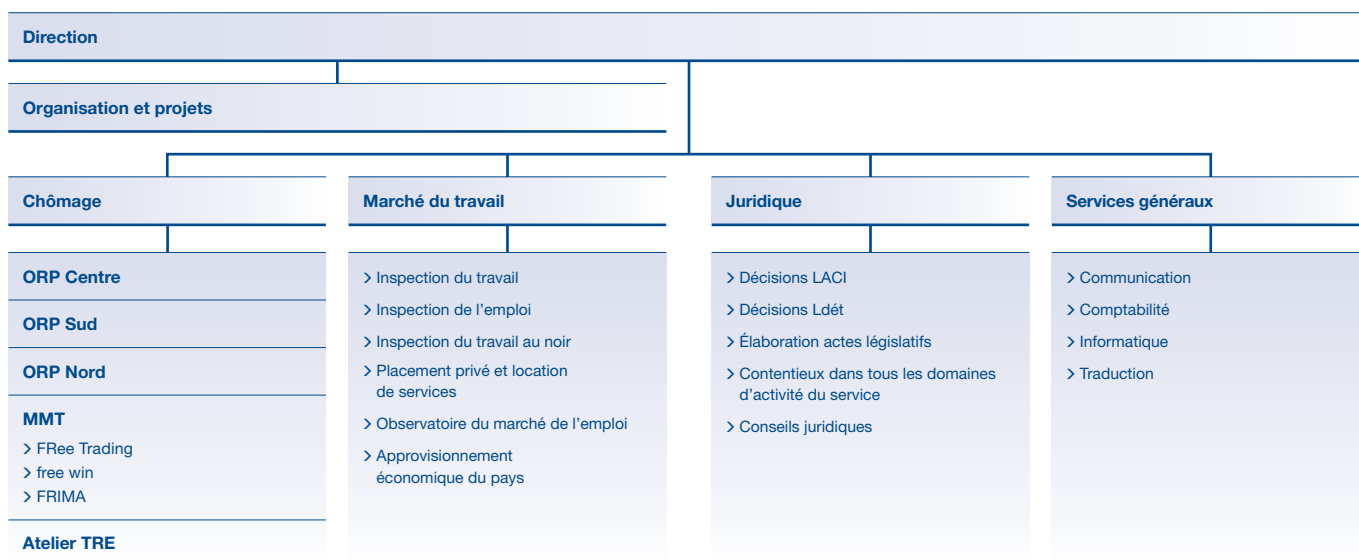 Direction
Organisation et projets
Chômage
ORP Centre
ORP Sud
ORP Nord
MMT
> FRee Trading
> free win
> FRIMA
Atelier TRE
Marché du travail
> Inspection du travail
> Inspection de l’emploi
> Inspection du travail au noir
> Placement privé et location
de services
> Observatoire du marché de l’emploi
> Approvisionnement
économique du pays
Juridique
> Décisions LACI
> Décisions Ldét
> Élaboration actes législatifs
> Contentieux dans tous les domaines
d’activité du service
> Conseils juridiques
Services généraux
> Communication
> Comptabilité
> Informatique
> Traduction